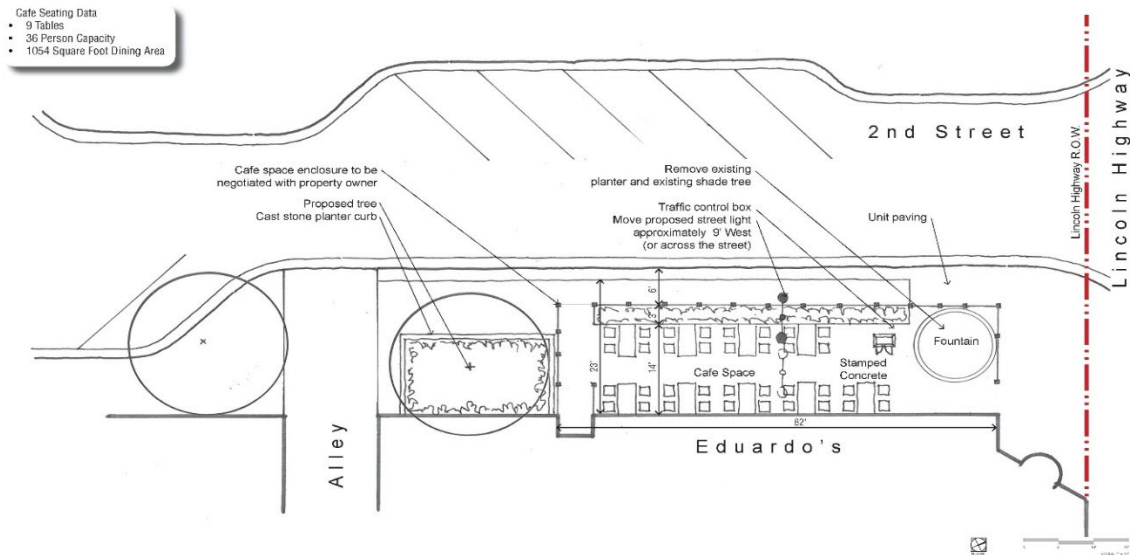 Cafe Seating Data
• 9 Tables
• 36 Person Capacity
• 1054 Square Foot Dining Area
2nd Street
Lincoln Highway
Lincoln Highway R.O.W.
Cafe space enclosure to be
negotiated with property owner
Proposed tree
Cast stone planter curb
Remove existing
planter and existing shade tree
Traffic control box
Move proposed street light
approximately 9' West
(or across the street)
Unit paving
6'
3'
23'
14'
Cafe Space
Stamped
Concrete
Fountain
62'
Eduardo's
Alley